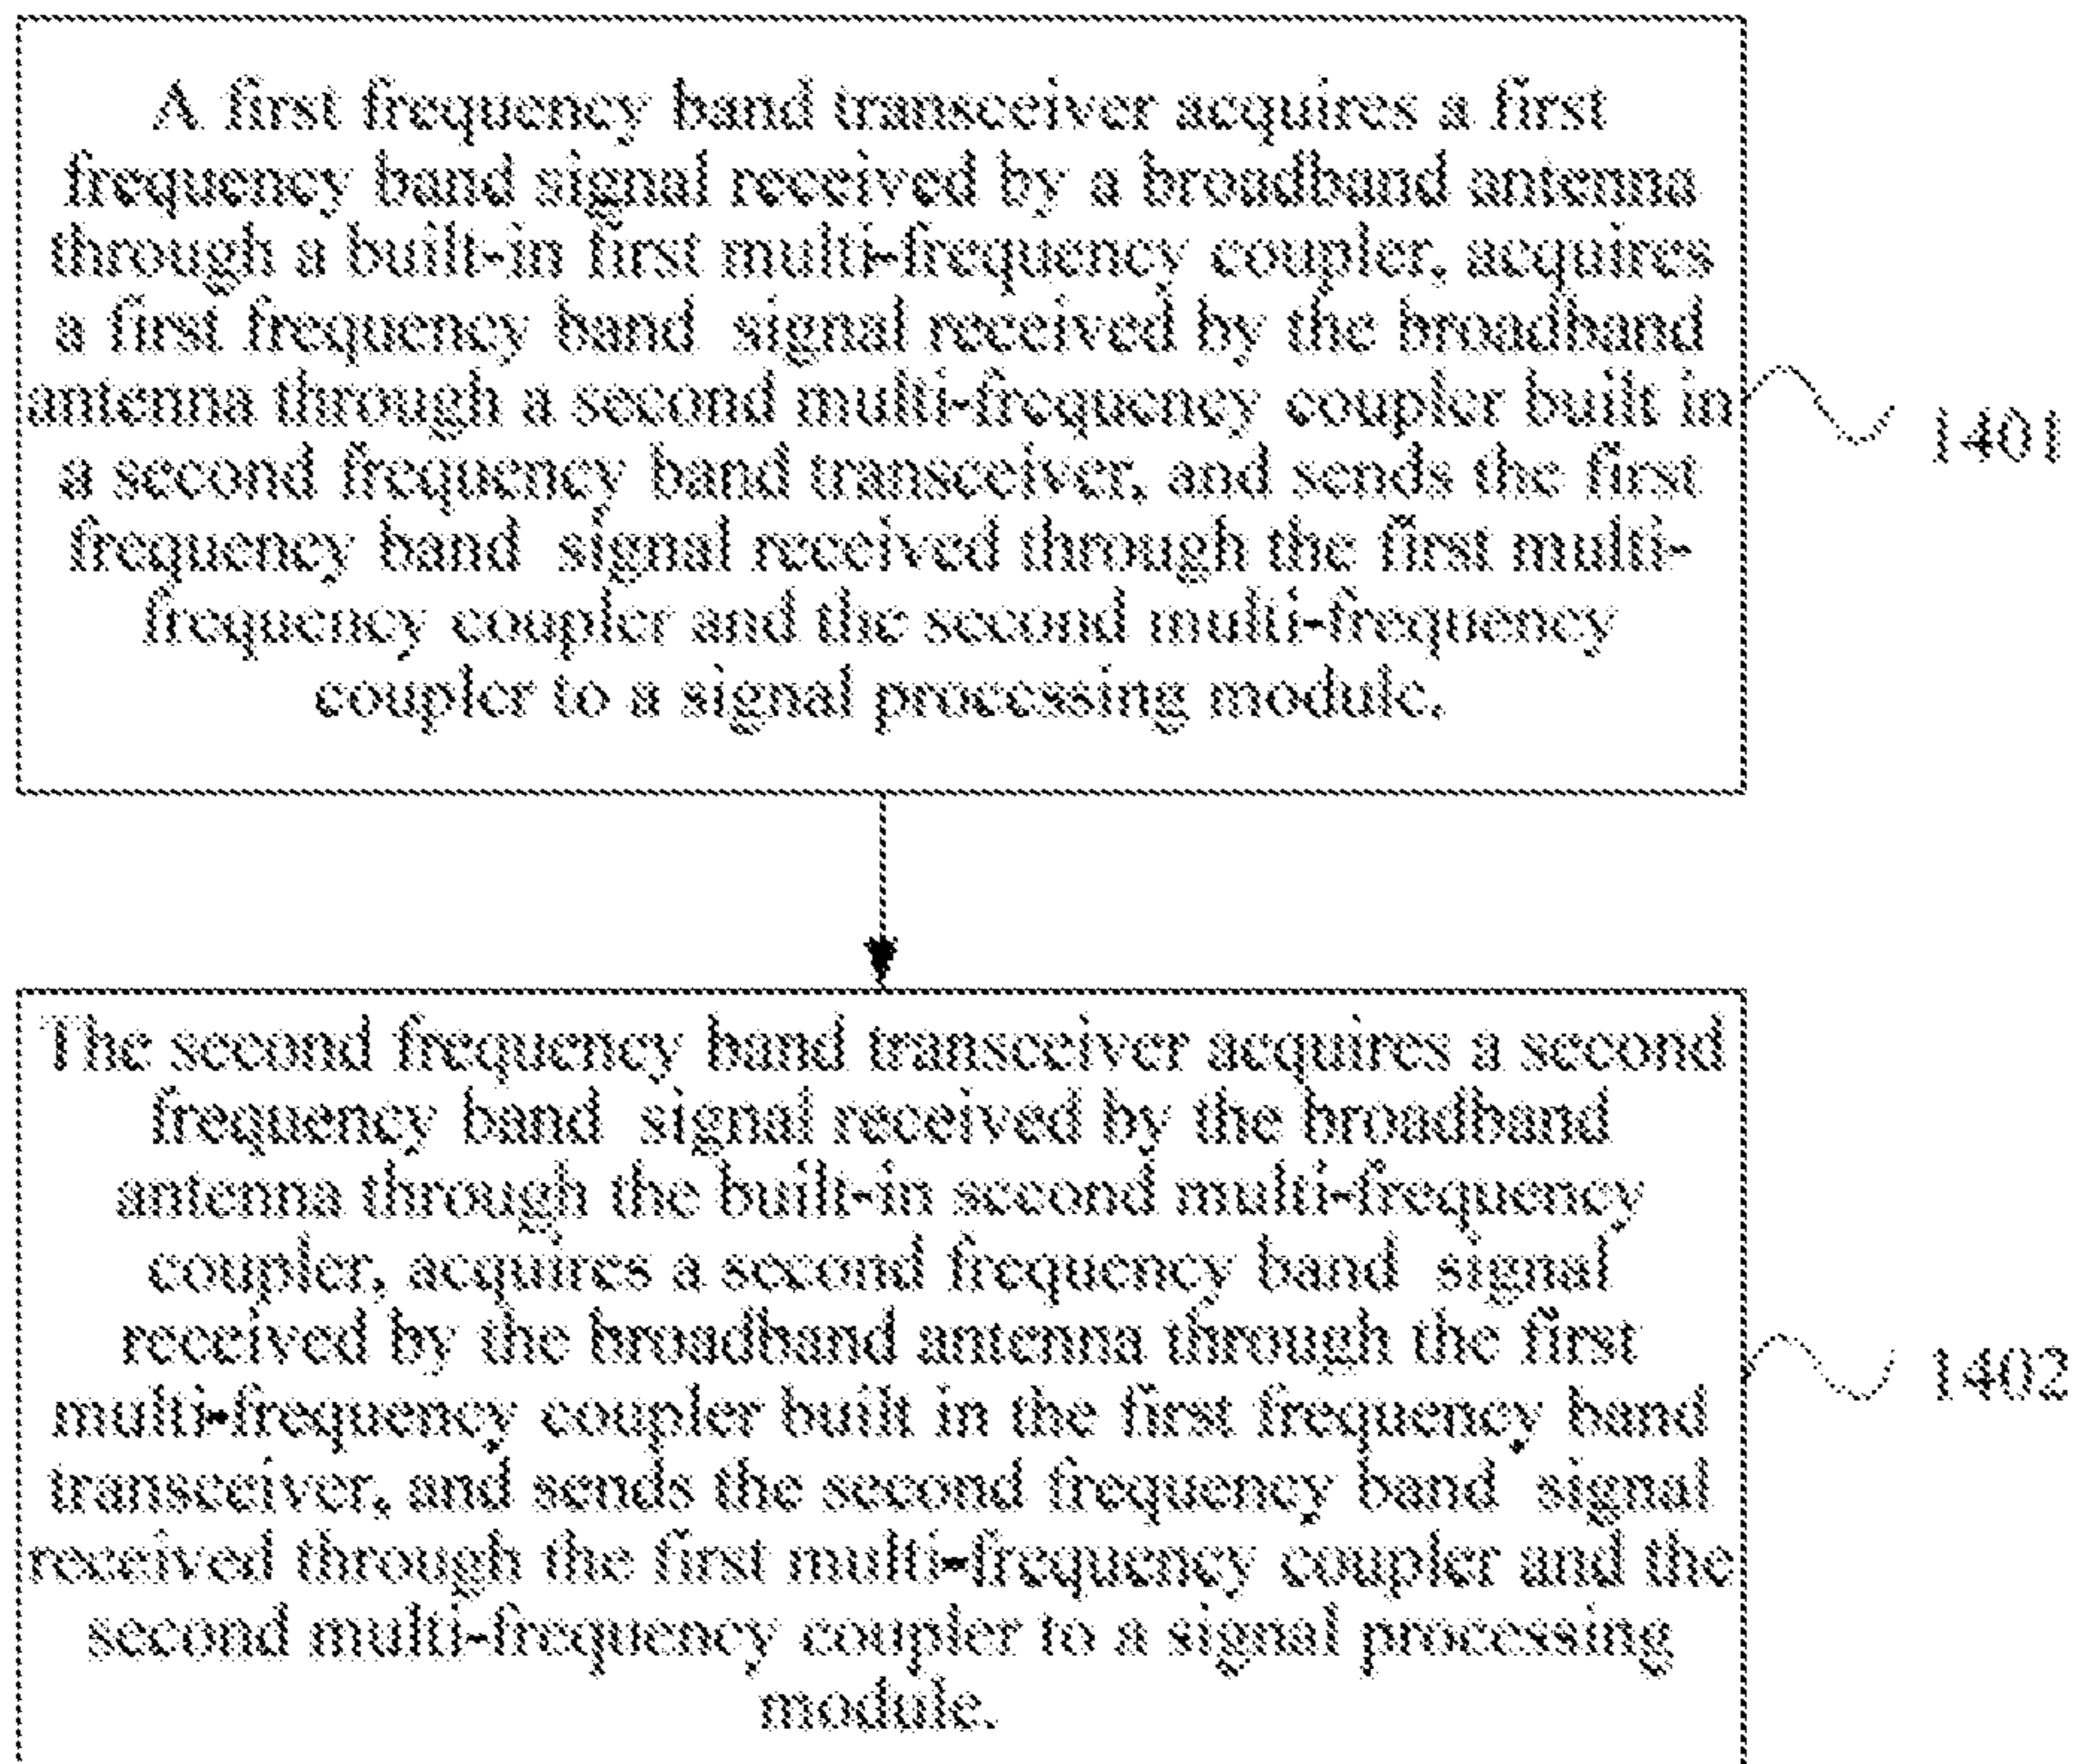 A first frequency band transceiver acquires a first
frequency band signal received by a broadband antenna
through a built-in first multi-frequency coupler, acquires
a first frequency band signal received by the broadband
antenna through a second multi-frequency coupler built in
a second frequency band transceiver, and sends the first
frequency band signal received through the first multi-
frequency coupler and the second multi-frequency
coupler to a signal processing module.
1401
The second frequency band transceiver acquires a second
frequency band signal received by the broadband
antenna through the built-in second multi-frequency
coupler, acquires a second frequency band signal
received by the broadband antenna through the first
multi-frequency coupler built in the first frequency band
transceiver, and sends the second frequency band signal
received through the first multi-frequency coupler and the
second multi-frequency coupler to a signal processing
module.
1402